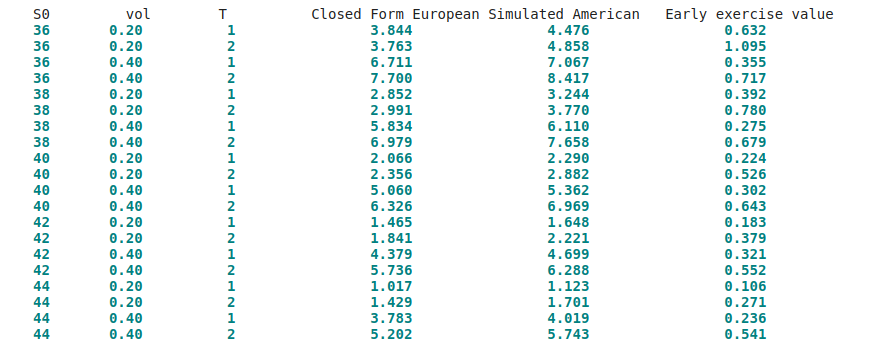 S0 vol T Closed Form European Simulated American Early exercise value
36 0.20 1 3.844 4.476 0.632
36 0.20 2 3.763 4.858 1.095
36 0.40 1 6.711 7.067 0.355
36 0.40 2 7.700 8.417 0.717
38 0.20 1 2.852 3.244 0.392
38 0.20 2 2.991 3.770 0.780
38 0.40 1 5.834 6.110 0.275
38 0.40 2 6.979 7.658 0.679
40 0.20 1 2.066 2.290 0.224
40 0.20 2 2.356 2.882 0.526
40 0.40 1 5.060 5.362 0.302
40 0.40 2 6.326 6.969 0.643
42 0.20 1 1.465 1.648 0.183
42 0.20 2 1.841 2.221 0.379
42 0.40 1 4.379 4.699 0.321
42 0.40 2 5.736 6.288 0.552
44 0.20 1 1.017 1.123 0.106
44 0.20 2 1.429 1.701 0.271
44 0.40 1 3.783 4.019 0.236
44 0.40 2 5.202 5.743 0.541